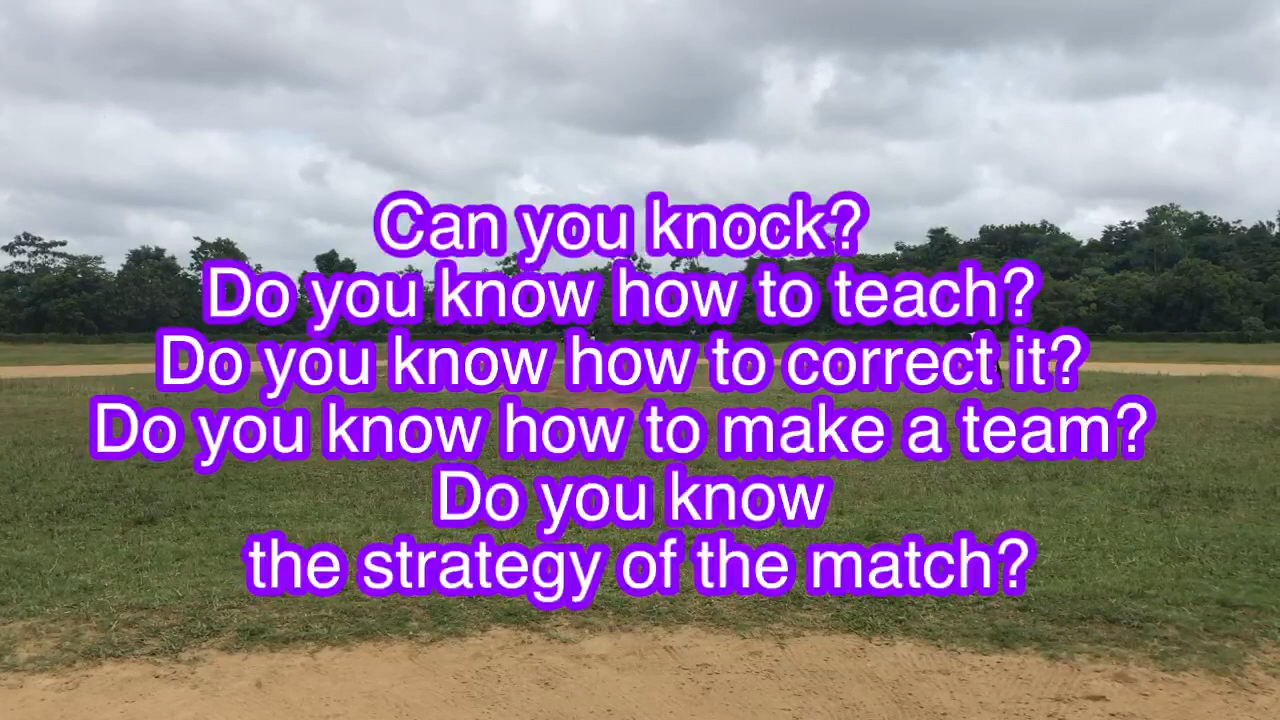 Can you knock?
Do you know how to teach?
Do you know how to correct it?
Do you know how to make a team?
Do you know
the strategy of the match?